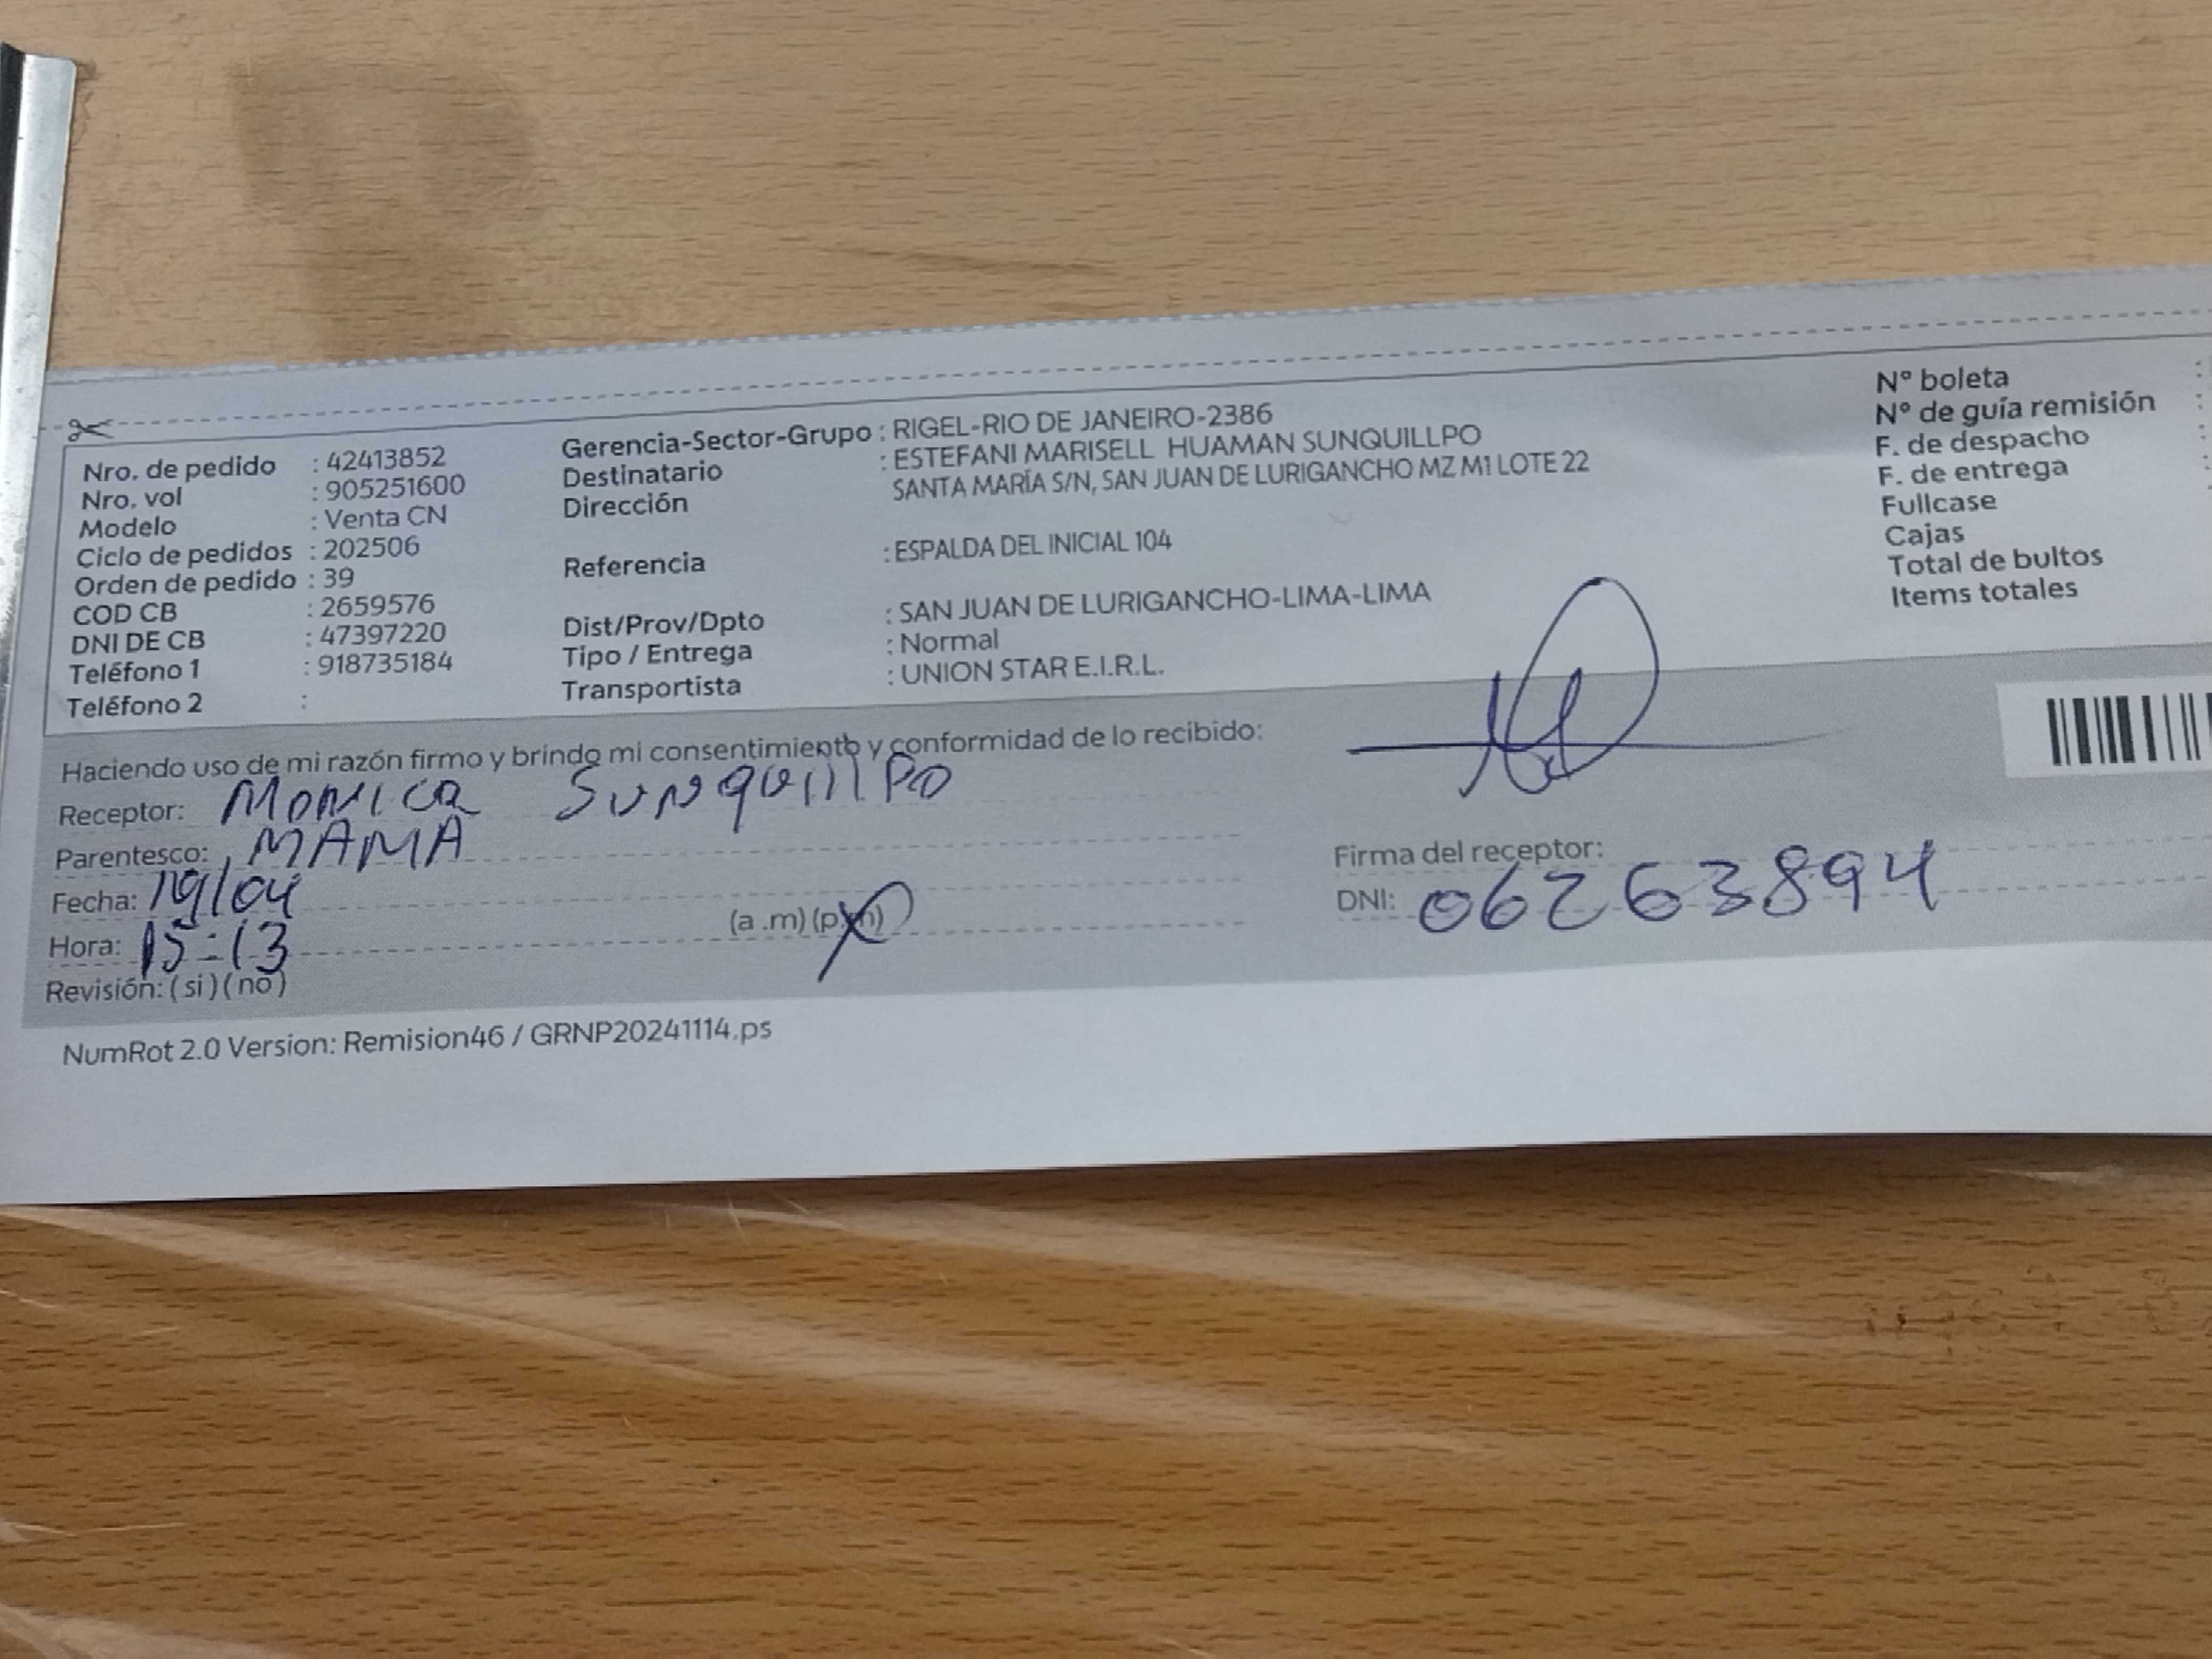 Nro. de pedido : 42413852
Nro. vol : 905251600
Modelo : Venta CN
Ciclo de pedidos : 202506
Orden de pedido : 39
COD CB : 2659576
DNI DE CB : 47397220
Teléfono 1 : 918735184
Teléfono 2 :
Gerencia-Sector-Grupo : RIGEL-RIO DE JANEIRO-2386
Destinatario : ESTEFANI MARISELL HUAMAN SUNQUILLPO
Dirección SANTA MARÍA S/N, SAN JUAN DE LURIGANCHO MZ M1 LOTE 22
Referencia : ESPALDA DEL INICIAL 104
Dist/Prov/Dpto : SAN JUAN DE LURIGANCHO-LIMA-LIMA
Tipo / Entrega : Normal
Transportista : UNION STAR E.I.R.L.
Nº boleta :
Nº de guía remisión :
F. de despacho :
F. de entrega :
Fullcase
Cajas
Total de bultos
Items totales
Haciendo uso de mi razón firmo y brindo mi consentimiento y conformidad de lo recibido:
Receptor: MONICA SUNQUILLPO
Parentesco: MAMA
Fecha: 19/04
Hora: 15:13 (a .m) (p.m)
Revisión: ( si ) ( no )
Firma del receptor:
DNI: 06263894
NumRot 2.0 Version: Remision46 / GRNP20241114.ps